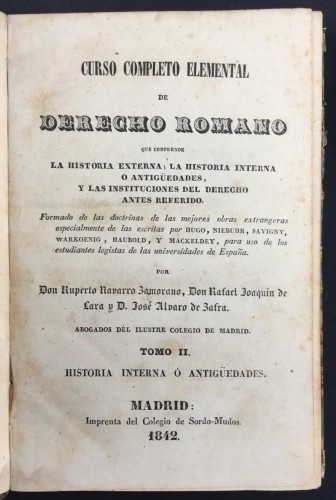 CURSO COMPLETO ELEMENTAL
DE
DERECHO ROMANO
QUE COMPRENDE
LA HISTORIA EXTERNA: LA HISTORIA INTERNA
O ANTIGÜEDADES,
Y LAS INSTITUCIONES DEL DERECHO
ANTES REFERIDO.
Formado de las doctrinas de las mejores obras extrangeras
especialmente de las escritas por HUGO, NIEBUHR, SAVIGNY,
WARKOENIG, HAUBOLD, Y MACKELDEY, para uso de los
estudiantes legistas de las universidades de España.
POR
Don Ruperto Navarro Zamorano, Don Rafael Joaquin de
Lara y D. José Alvaro de Zafra.
ABOGADOS DEL ILUSTRE COLEGIO DE MADRID.
TOMO II.
HISTORIA INTERNA Ó ANTIGÜEDADES.
MADRID:
Imprenta del Colegio de Sordo-Mudos.
1842.